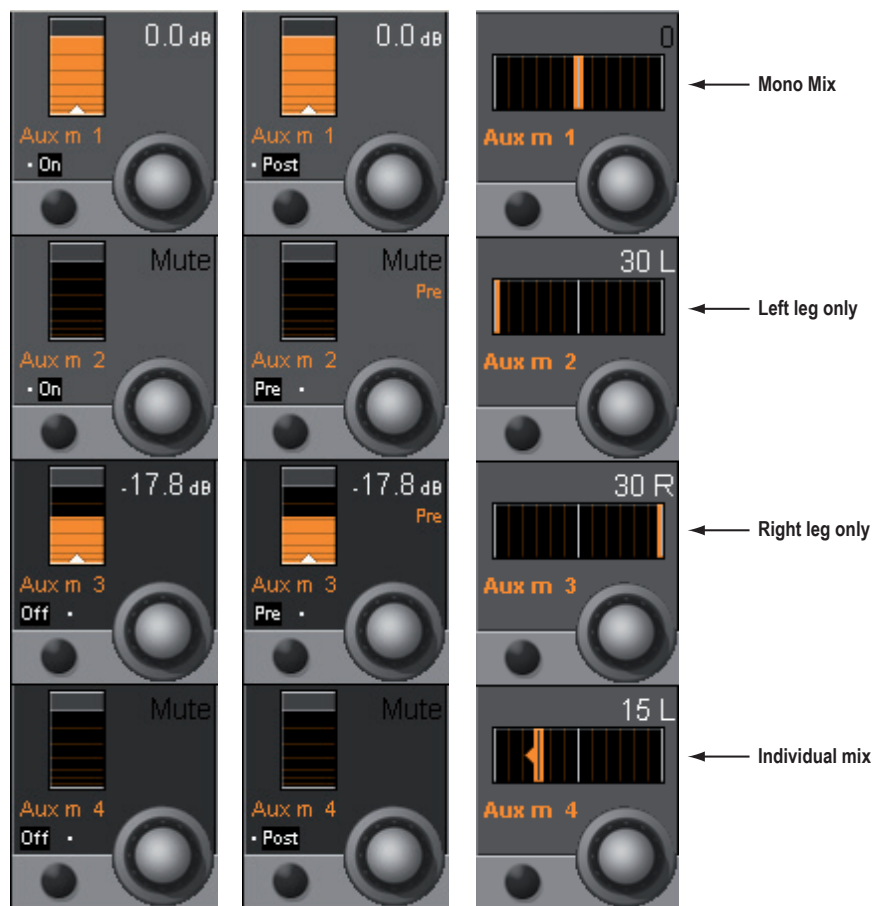 0.0 dB
Aux m 1
On
0.0 dB
Aux m 1
Post
0
Aux m 1
Mono Mix
Mute
Aux m 2
On
Mute
Pre
Aux m 2
Pre
30 L
Aux m 2
Left leg only
-17.8 dB
Aux m 3
Off
-17.8 dB
Pre
Aux m 3
Pre
30 R
Aux m 3
Right leg only
Mute
Aux m 4
Off
Mute
Aux m 4
Post
15 L
Aux m 4
Individual mix